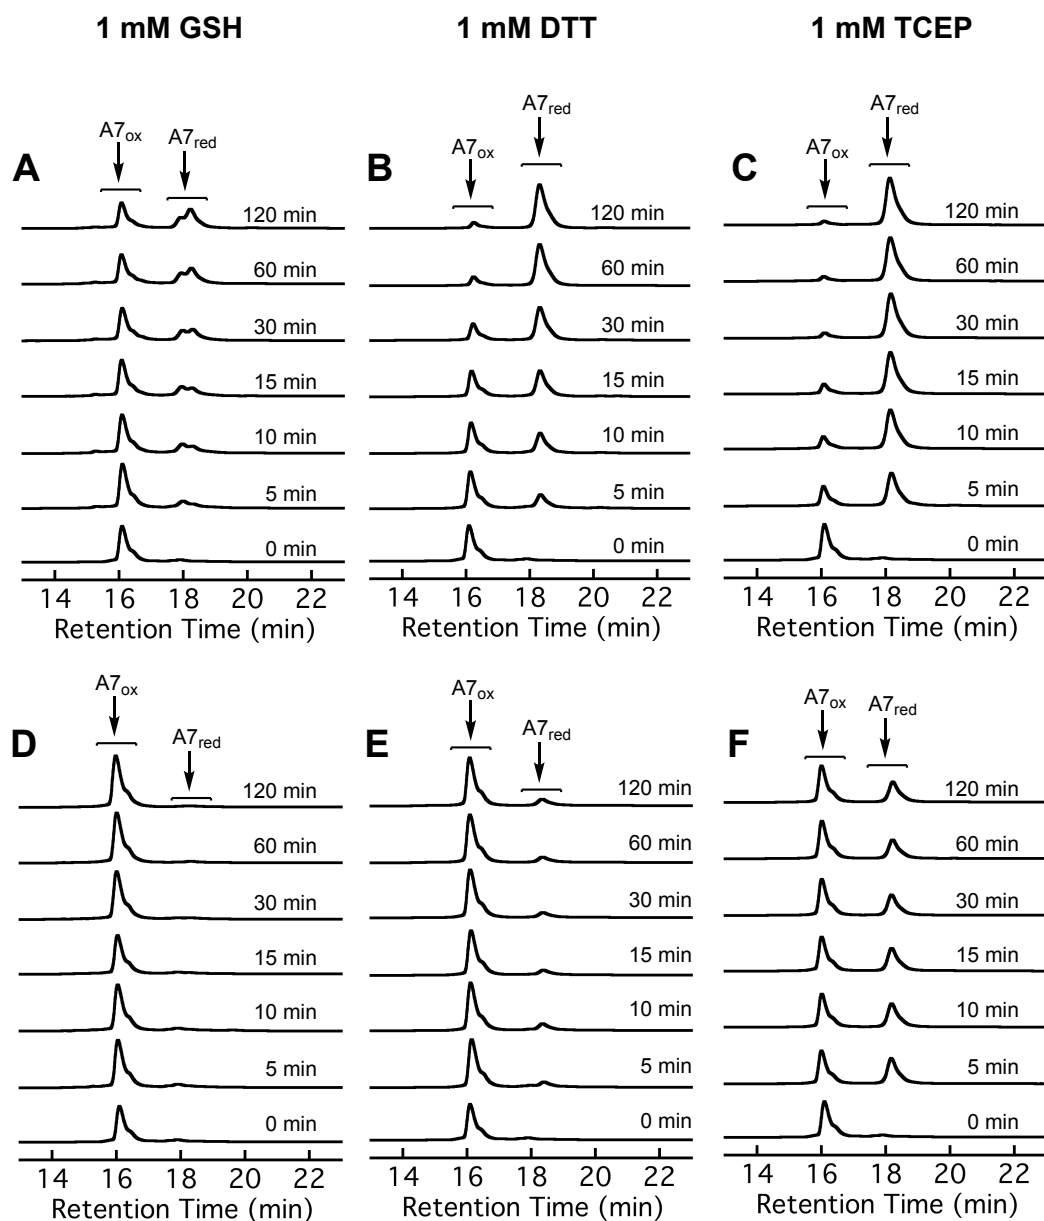 1 mM GSH
1 mM DTT
1 mM TCEP
A
A7ox
A7red
120 min
60 min
30 min
15 min
10 min
5 min
0 min
14 16 18 20 22
Retention Time (min)
B
A7ox
A7red
120 min
60 min
30 min
15 min
10 min
5 min
0 min
14 16 18 20 22
Retention Time (min)
C
A7ox
A7red
120 min
60 min
30 min
15 min
10 min
5 min
0 min
14 16 18 20 22
Retention Time (min)
D
A7ox
A7red
120 min
60 min
30 min
15 min
10 min
5 min
0 min
14 16 18 20 22
Retention Time (min)
E
A7ox
A7red
120 min
60 min
30 min
15 min
10 min
5 min
0 min
14 16 18 20 22
Retention Time (min)
F
A7ox
A7red
120 min
60 min
30 min
15 min
10 min
5 min
0 min
14 16 18 20 22
Retention Time (min)